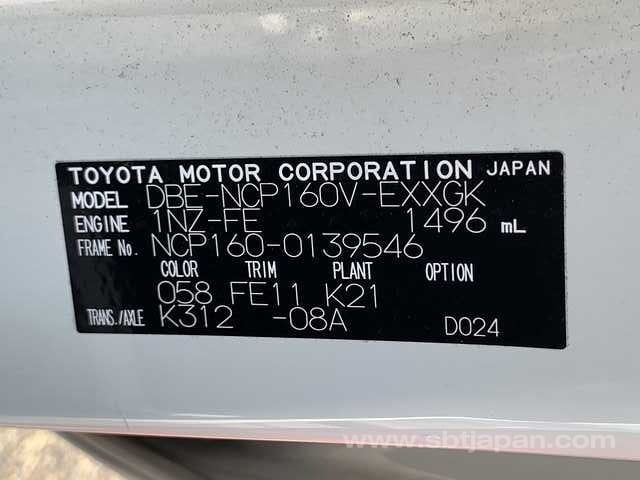 TOYOTA MOTOR CORPORATION JAPAN
MODEL DBE-NCP160V-EXXGK
ENGINE 1NZ-FE 1496 mL
FRAME No. NCP160-0139546
COLOR TRIM PLANT OPTION
058 FE11 K21
TRANS./AXLE K312 -08A D024
www.sbtjapan.com